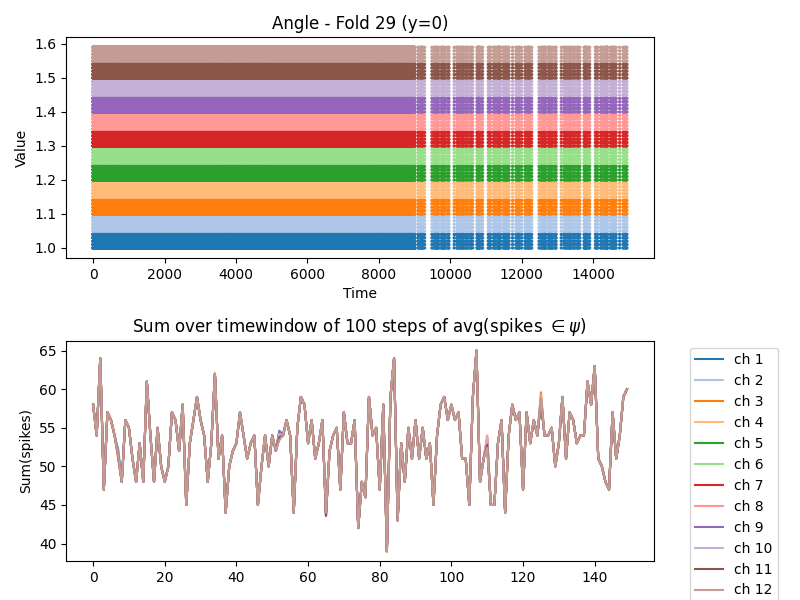 Angle - Fold 29 (y=0)
Value
1.6
1.5
1.4
1.3
1.2
1.1
1.0
0 2000 4000 6000 8000 10000 12000 14000
Time
Sum over timewindow of 100 steps of avg(spikes ∈ ψ)
Sum(spikes)
65
60
55
50
45
40
0 20 40 60 80 100 120 140
ch 1
ch 2
ch 3
ch 4
ch 5
ch 6
ch 7
ch 8
ch 9
ch 10
ch 11
ch 12